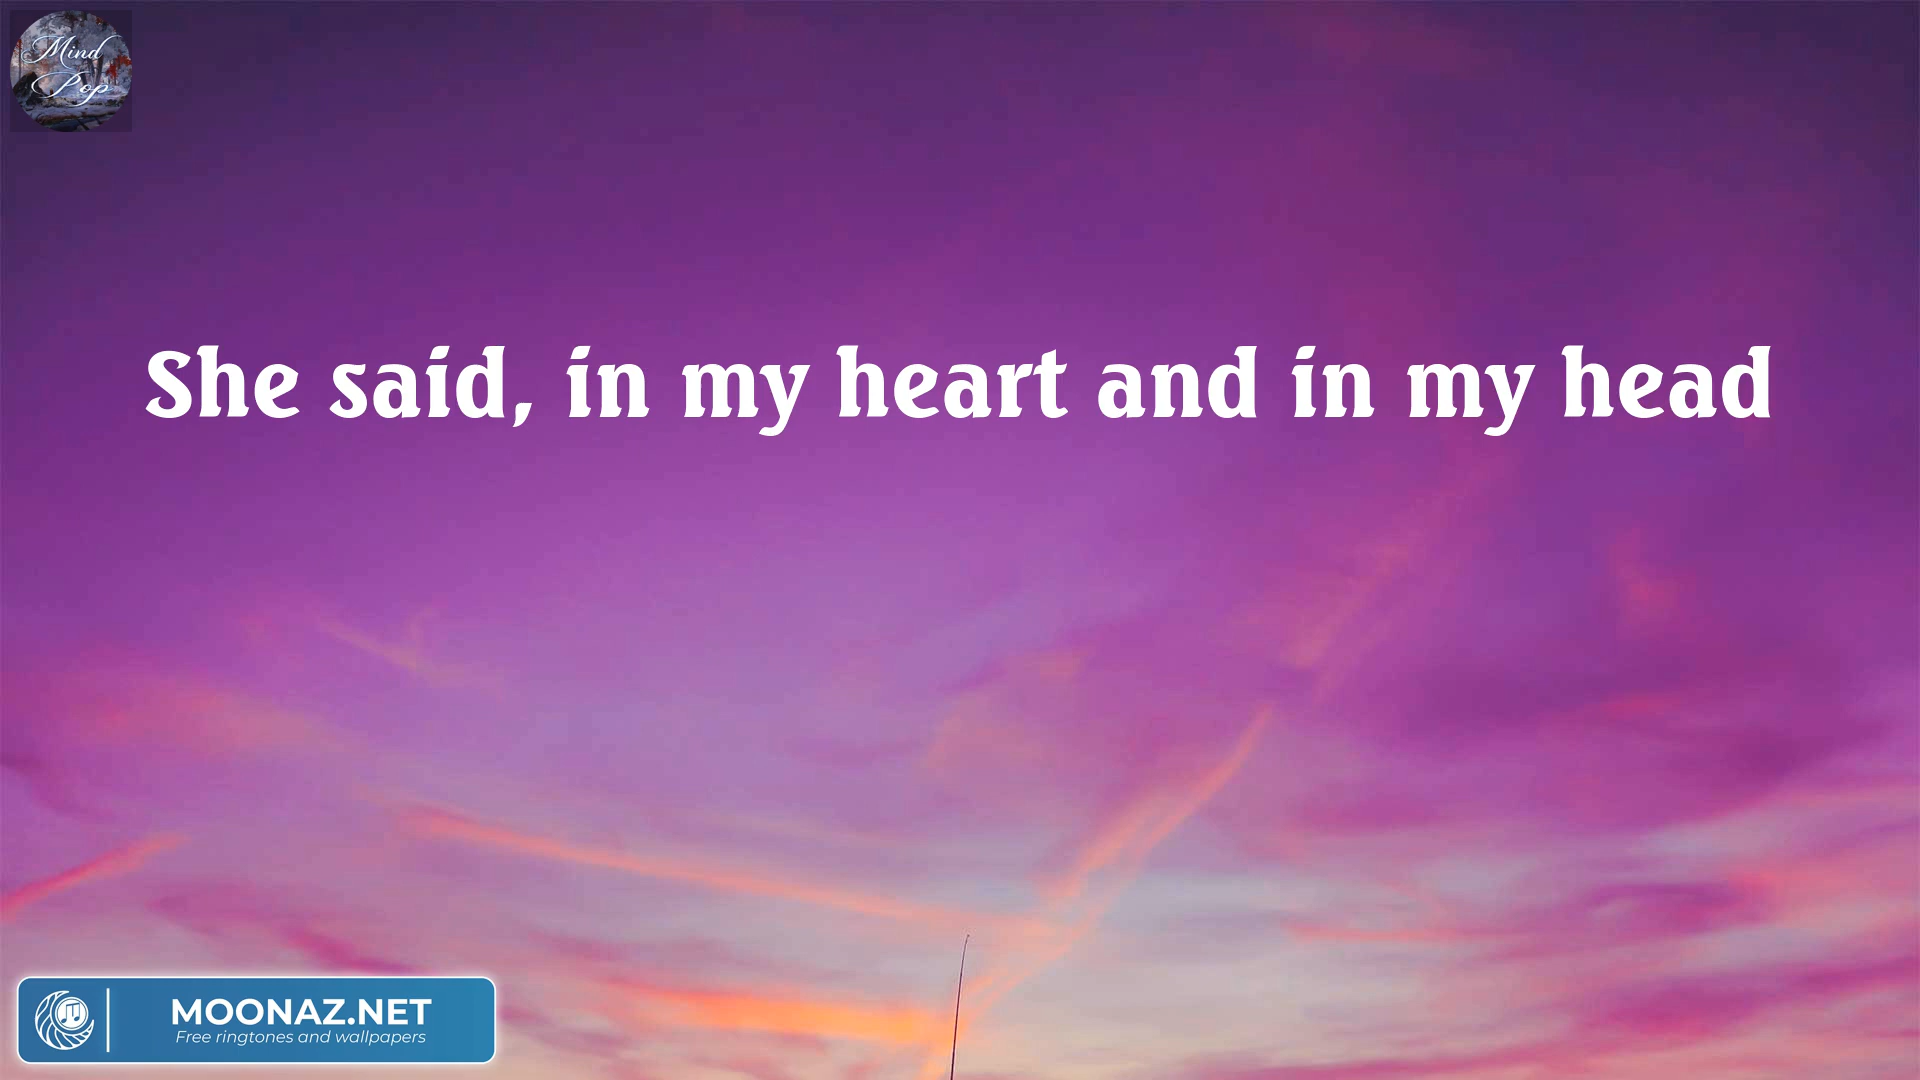 Mind
Pop
She said, in my heart and in my head
MOONAZ.NET
Free ringtones and wallpapers